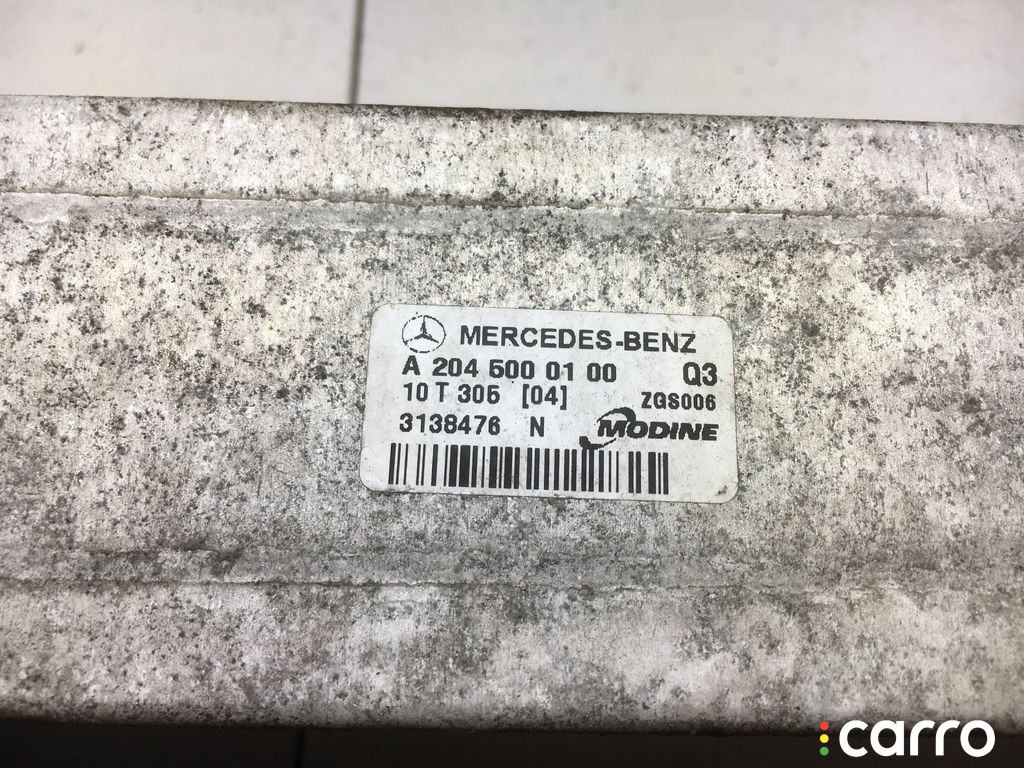 MERCEDES-BENZ
A 204 500 01 00 Q3
10 T 305 [04] ZGS006
3138476 N MODINE
carro